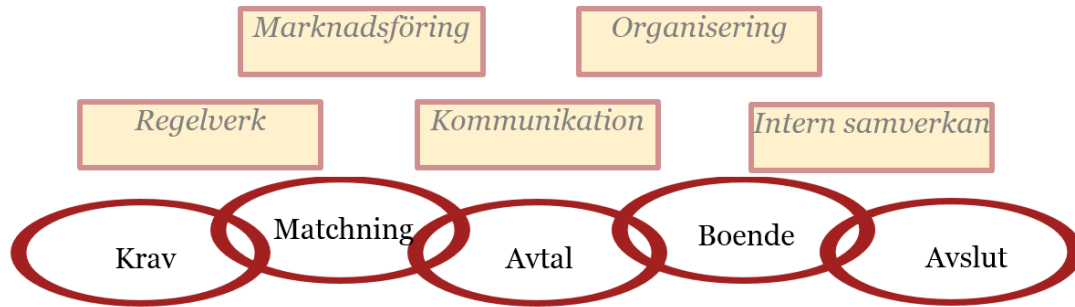 Marknadsföring
Organisering
Regelverk
Kommunikation
Intern samverkan
Krav
Matchning
Avtal
Boende
Avslut